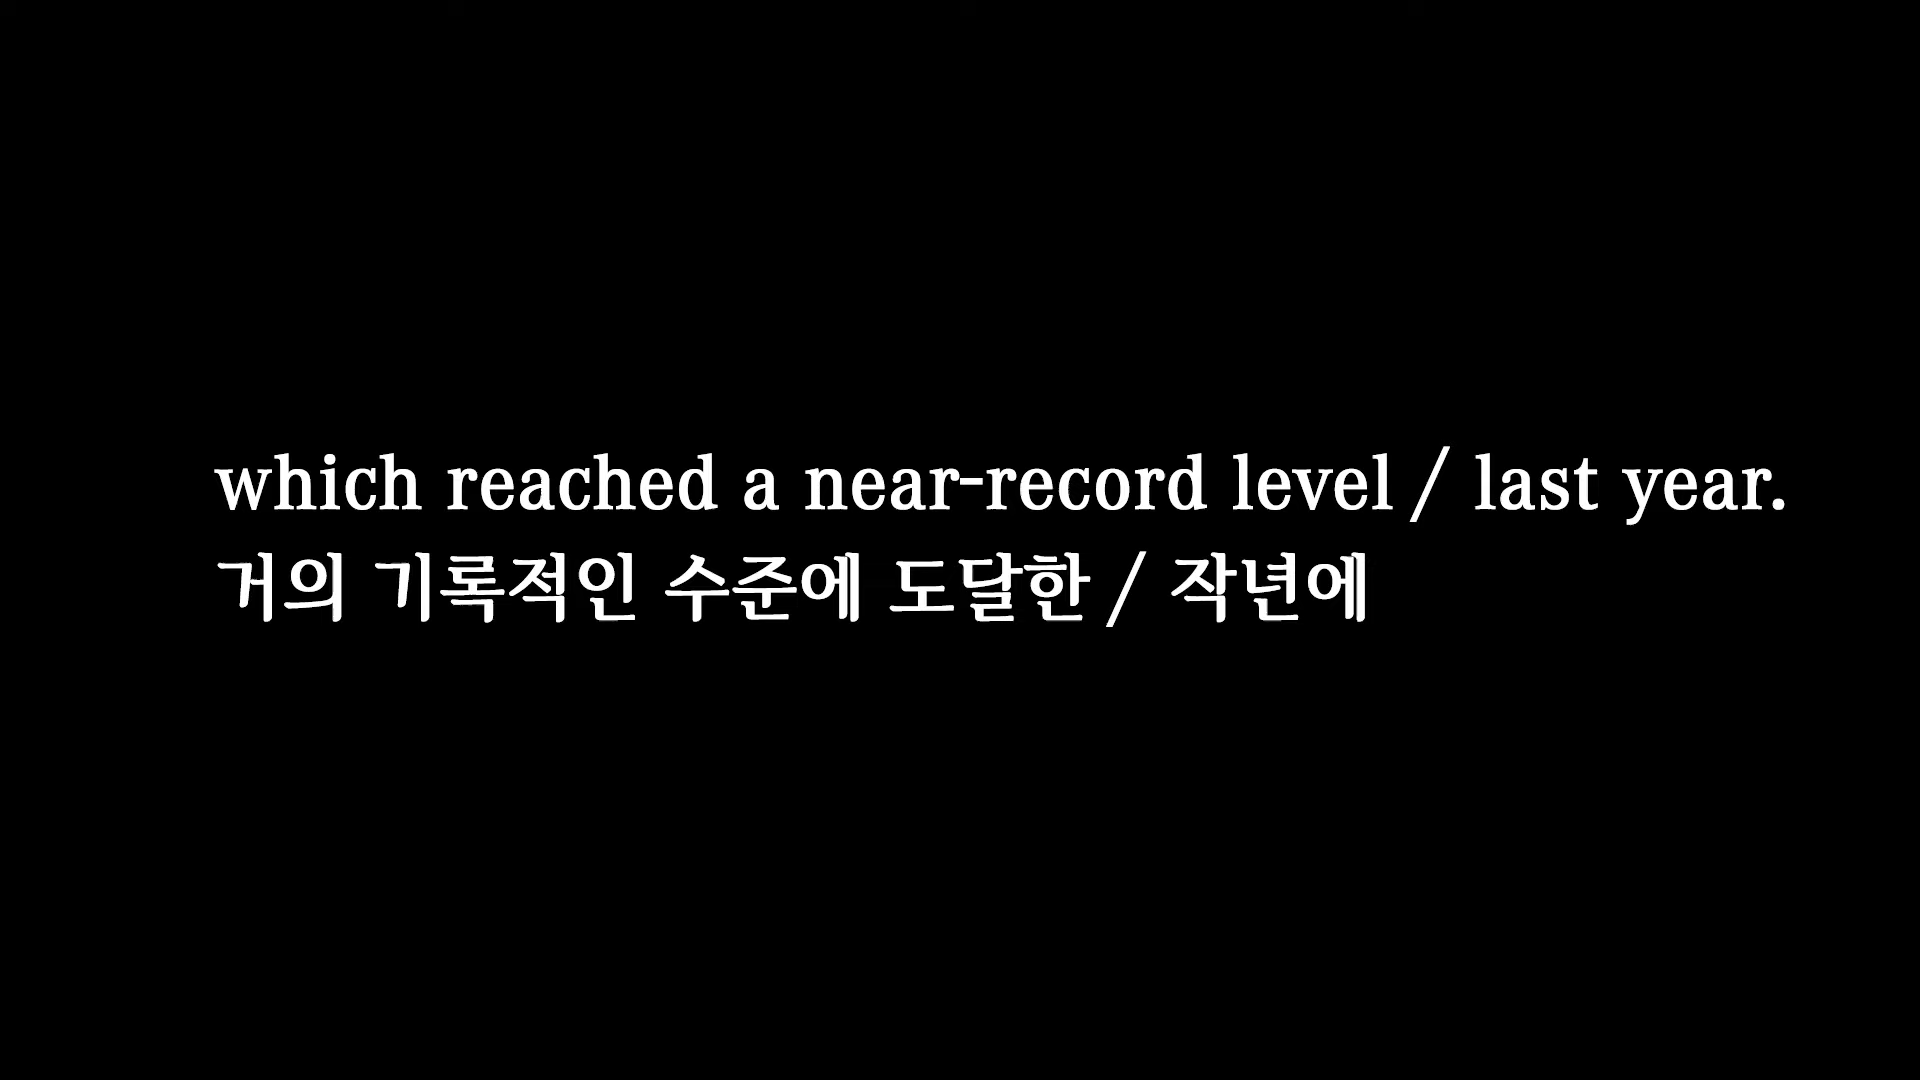 which reached a near-record level / last year.
거의 기록적인 수준에 도달한 / 작년에